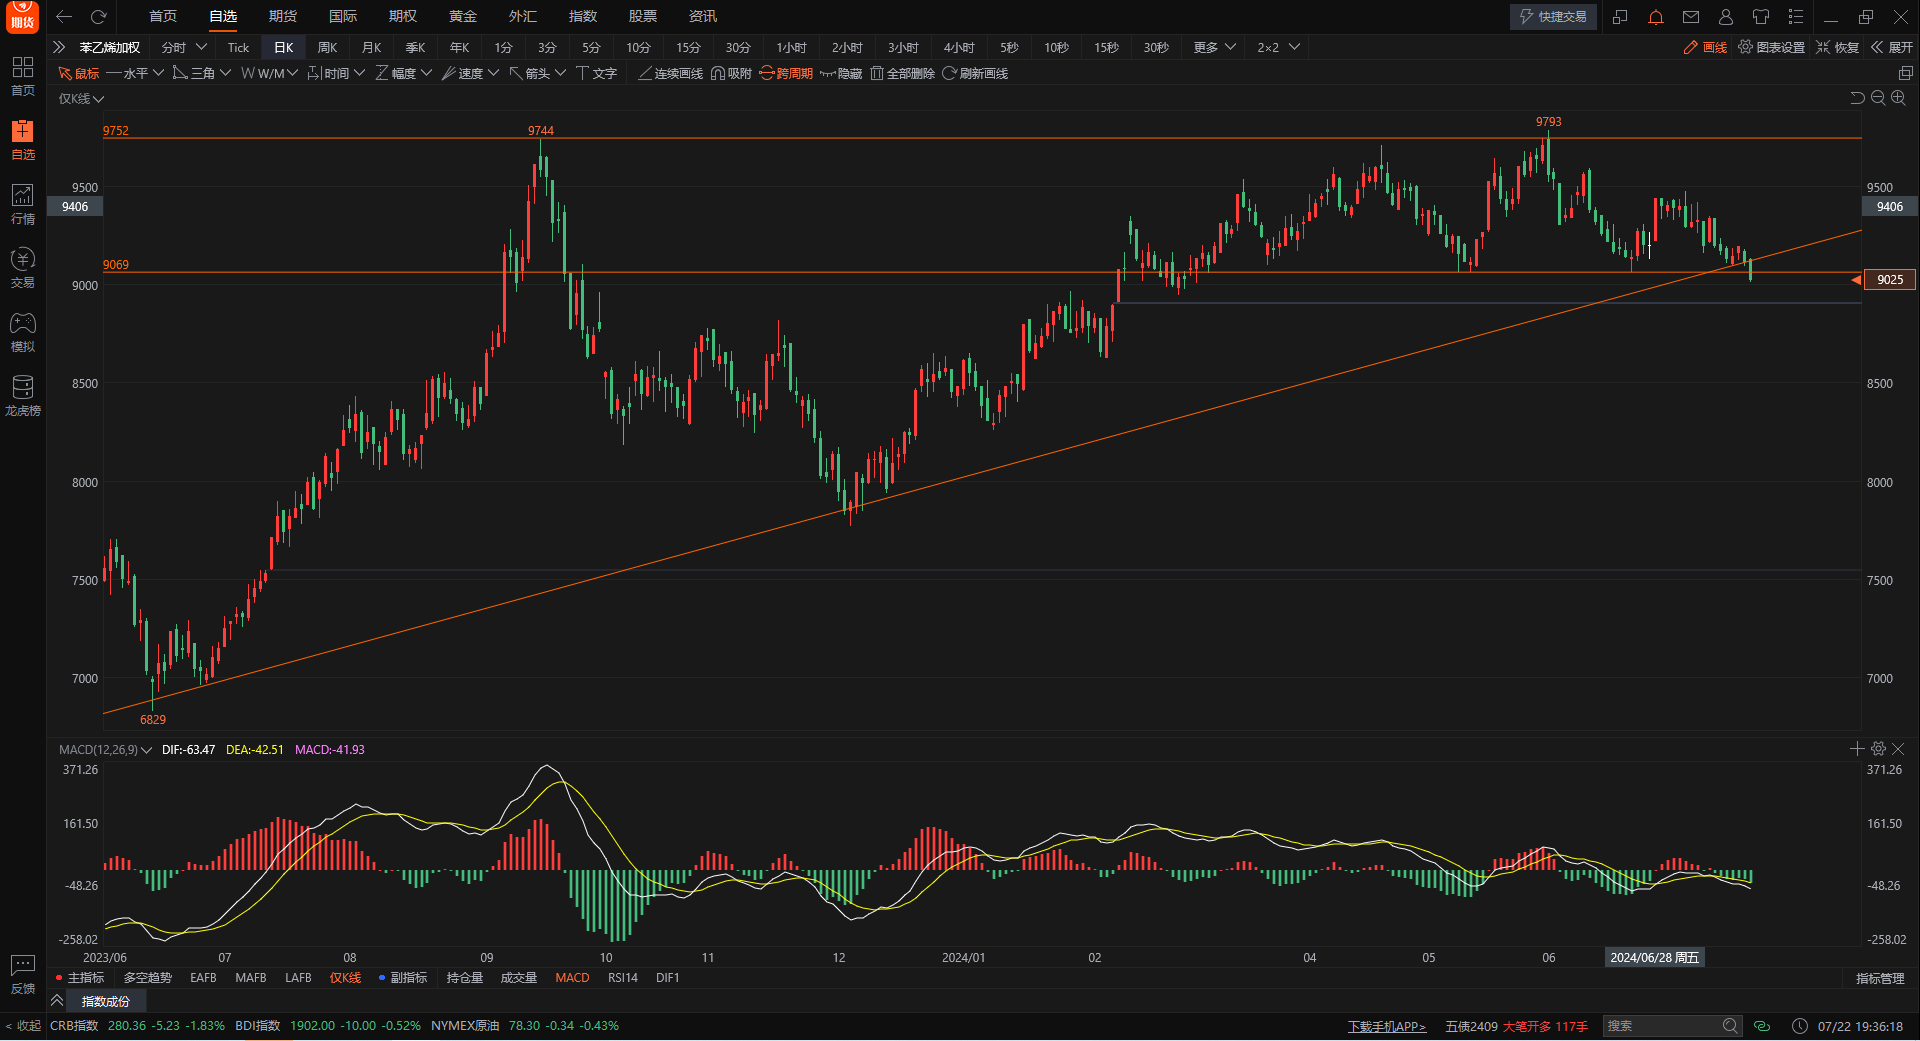 期货 首页 自选 期货 国际 期权 黄金 外汇 指数 股票 资讯 快捷交易
苯乙烯加权 分时 Tick 日K 周K 月K 季K 年K 1分 3分 5分 10分 15分 30分 1小时 2小时 3小时 4小时 5秒 10秒 15秒 30秒 更多 2×2 画线 图表设置 恢复 展开
鼠标 水平 三角 W/M 时间 幅度 速度 箭头 文字 连续画线 吸附 跨周期 隐藏 全部删除 刷新画线
首页
自选
行情
交易
模拟
龙虎榜
反馈
< 收起
仅K线
9752 9744 9793
9500 9500
9406 9406
9069
9000 9025
8500 8500
8000 8000
7500 7500
7000 7000
6829
MACD(12,26,9) DIF:-63.47 DEA:-42.51 MACD:-41.93
371.26 371.26
161.50 161.50
-48.26 -48.26
-258.02 -258.02
2023/06 07 08 09 10 11 12 2024/01 02 04 05 06 2024/06/28 周五
主指标 多空趋势 EAFB MAFB LAFB 仅K线 副指标 持仓量 成交量 MACD RSI14 DIF1 指标管理
指数成份
CRB指数 280.36 -5.23 -1.83% BDI指数 1902.00 -10.00 -0.52% NYMEX原油 78.30 -0.34 -0.43% 下载手机APP> 五债2409 大笔开多 117手 搜索 07/22 19:36:18